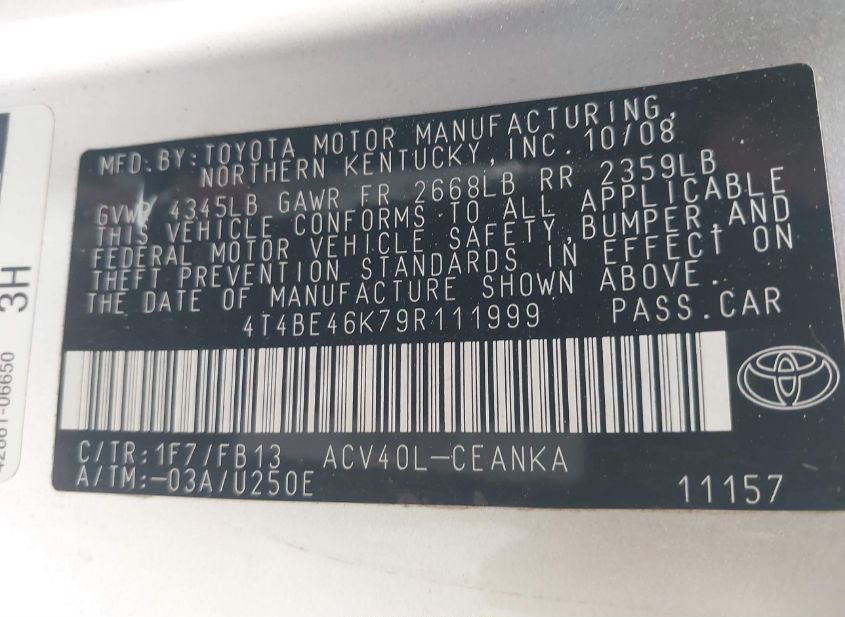 MFD.BY:TOYOTA MOTOR MANUFACTURING,
NORTHERN KENTUCKY,INC. 10/08
GVWR 4345LB GAWR FR 2668LB RR 2359LB
THIS VEHICLE CONFORMS TO ALL APPLICABLE
FEDERAL MOTOR VEHICLE SAFETY,BUMPER,AND
THEFT PREVENTION STANDARDS IN EFFECT ON
THE DATE OF MANUFACTURE SHOWN ABOVE.
4T4BE46K79R111999 PASS.CAR
C/TR:1F7/FB13 ACV40L-CEANKA
A/TM:-03A/U250E
11157
3H
42661-06650